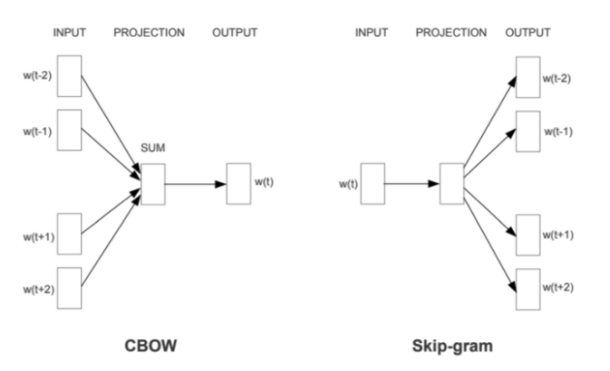 INPUT PROJECTION OUTPUT
w(t-2)
w(t-1)
SUM
w(t)
w(t+1)
w(t+2)
CBOW
INPUT PROJECTION OUTPUT
w(t-2)
w(t-1)
w(t)
w(t+1)
w(t+2)
Skip-gram